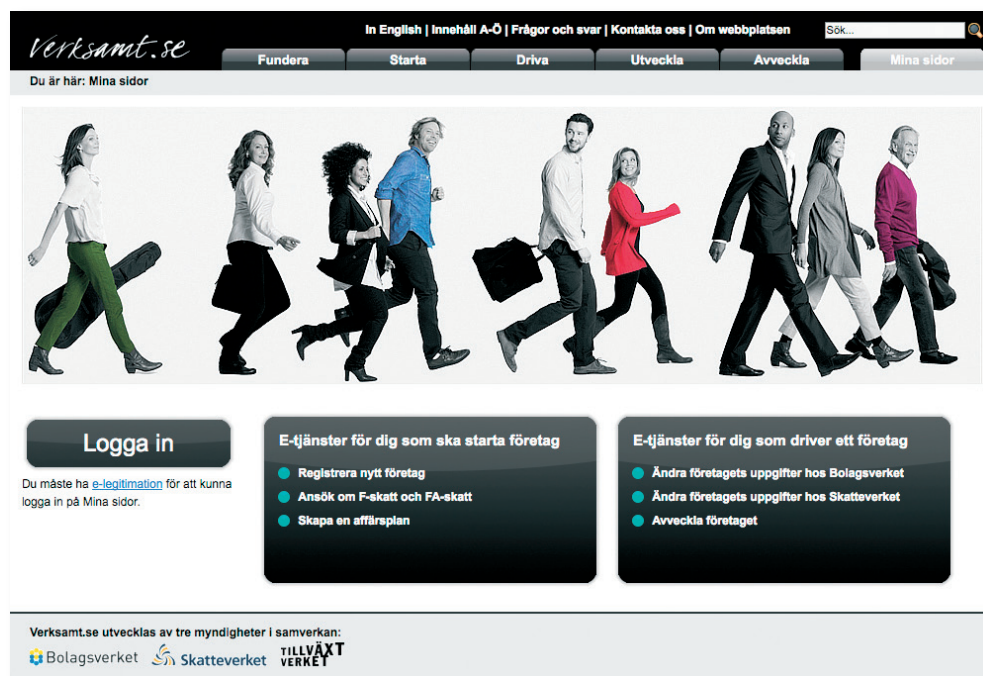 In English | Innehåll A-Ö | Frågor och svar | Kontakta oss | Om webbplatsen
Sök...
Verksamt.se
Fundera
Starta
Driva
Utveckla
Avveckla
Mina sidor
Du är här: Mina sidor
Logga in
Du måste ha e-legitimation för att kunna
logga in på Mina sidor.
E-tjänster för dig som ska starta företag
Registrera nytt företag
Ansök om F-skatt och FA-skatt
Skapa en affärsplan
E-tjänster för dig som driver ett företag
Ändra företagets uppgifter hos Bolagsverket
Ändra företagets uppgifter hos Skatteverket
Avveckla företaget
Verksamt.se utvecklas av tre myndigheter i samverkan:
Bolagsverket
Skatteverket
TILLVÄXT
VERKET